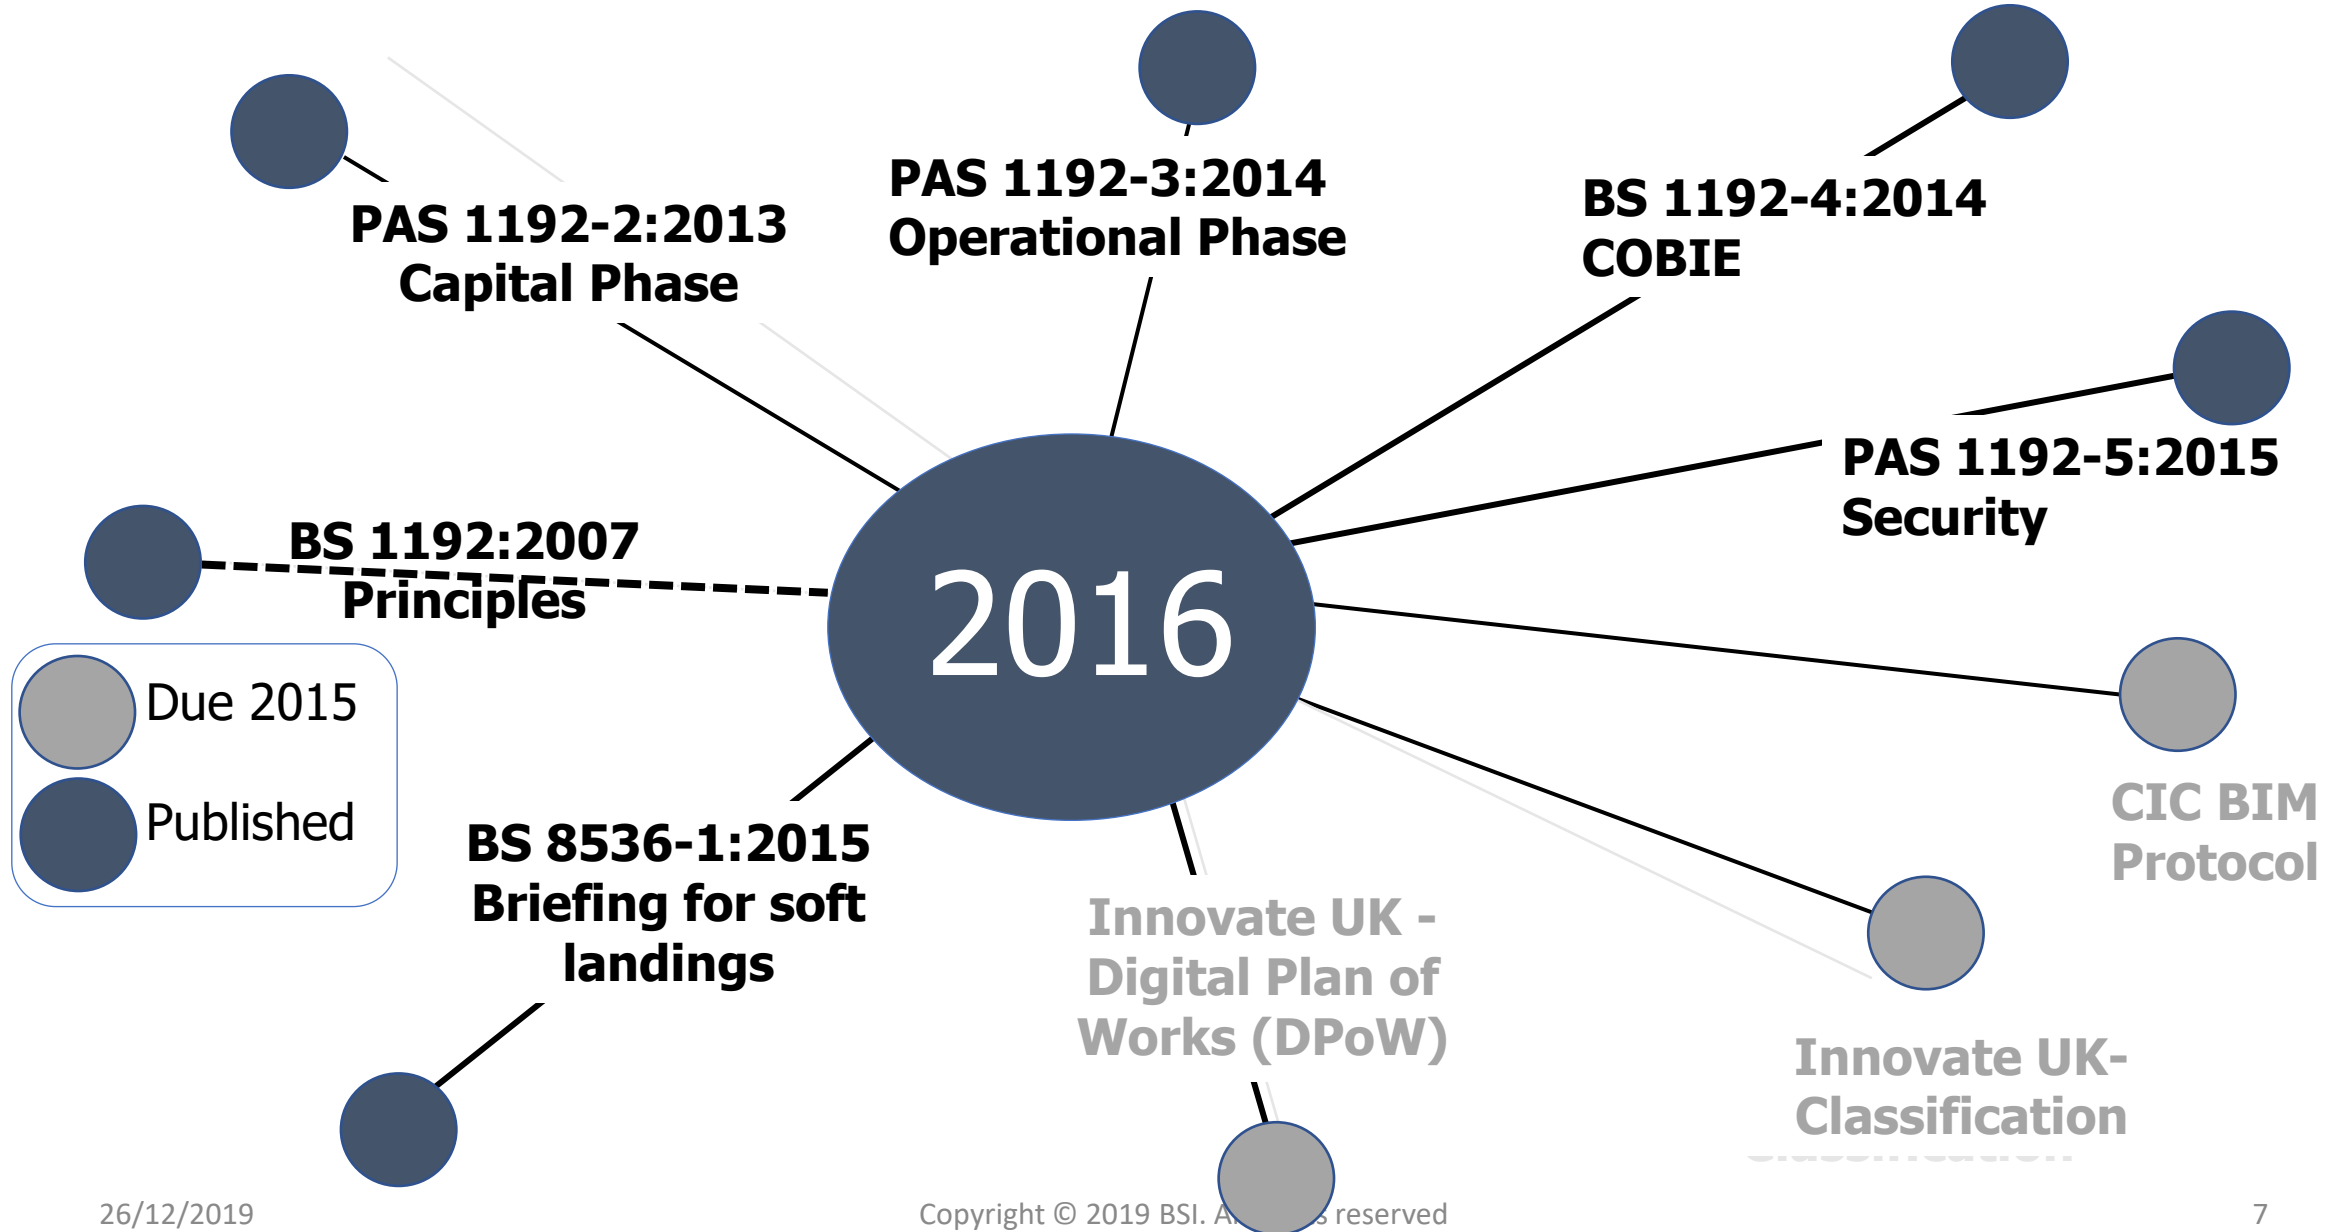 PAS 1192-2:2013
Capital Phase
PAS 1192-3:2014
Operational Phase
BS 1192-4:2014
COBIE
PAS 1192-5:2015
Security
BS 1192:2007
Principles
2016
Due 2015
Published
BS 8536-1:2015
Briefing for soft
landings
Innovate UK -
Digital Plan of
Works (DPoW)
CIC BIM
Protocol
Innovate UK-
Classification
26/12/2019
Copyright © 2019 BSI. reserved
7